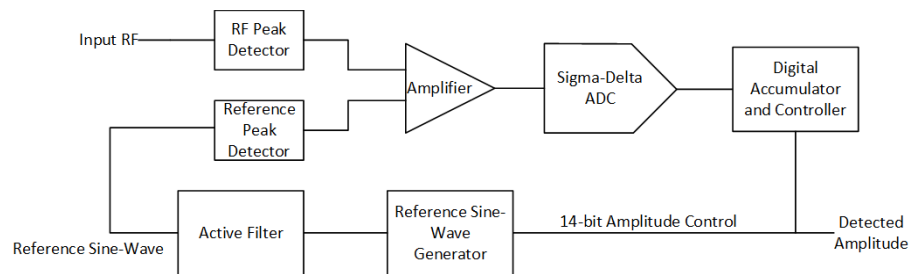 Input RF
RF Peak
Detector
Reference
Peak
Detector
Amplifier
Sigma-Delta
ADC
Digital
Accumulator
and Controller
Reference Sine-Wave
Active Filter
Reference Sine-
Wave
Generator
14-bit Amplitude Control
Detected
Amplitude